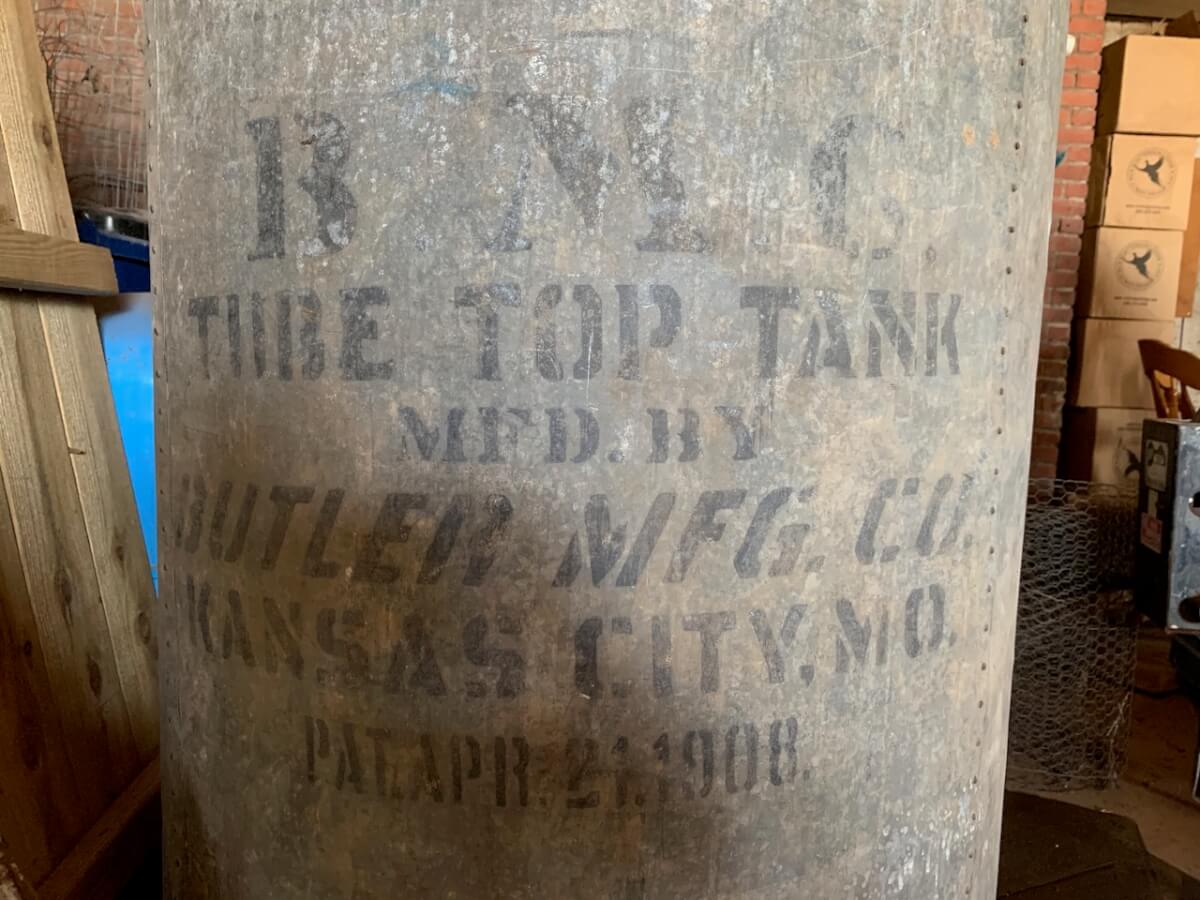 B M C
TUBE TOP TANK
MFD. BY
BUTLER MFG. CO.
KANSAS CITY, MO.
PAT. APR. 21. 1908.